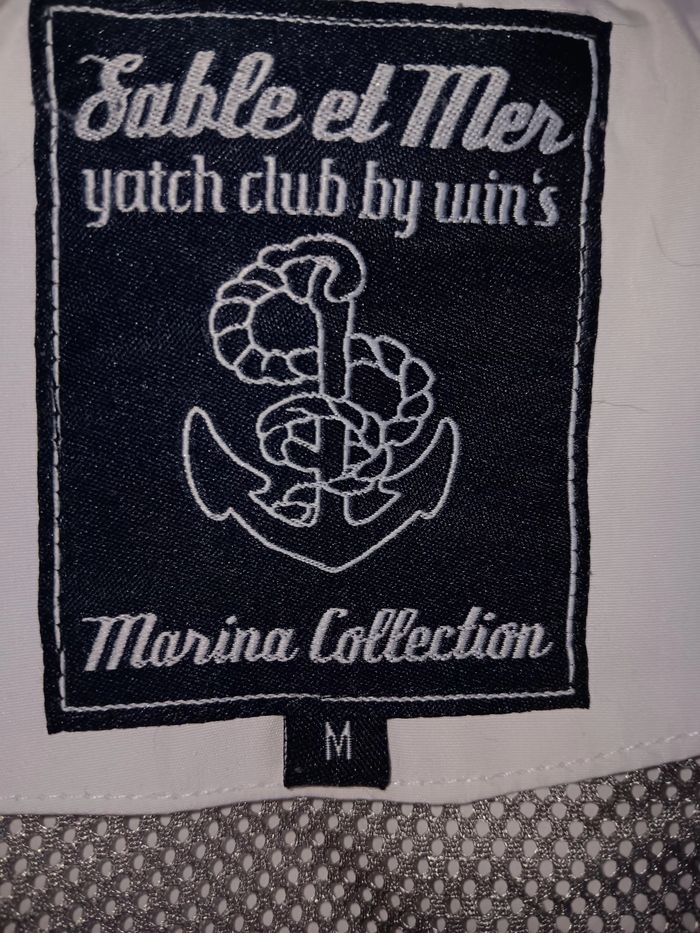 Sable et Mer
yatch club by win's
Marina Collection
M